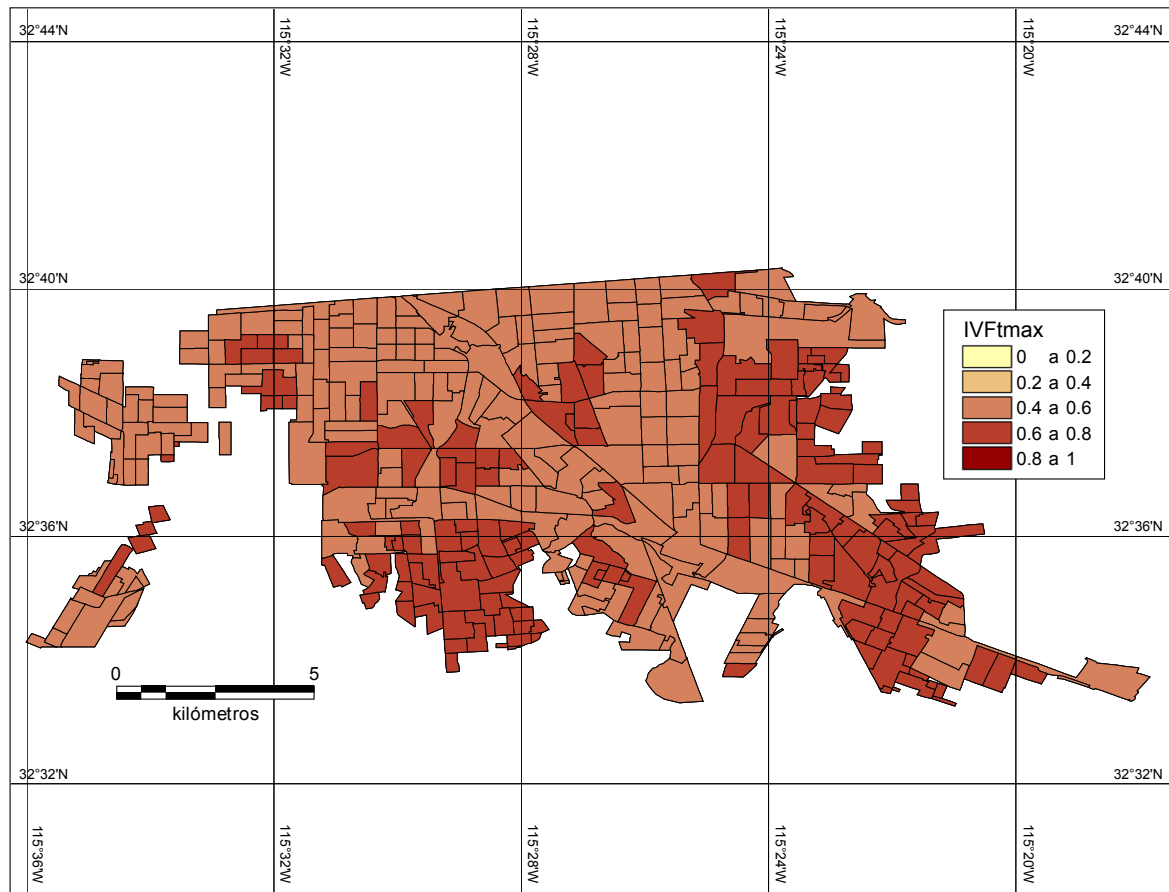 32°44'N
32°44'N
115°32'W
115°28'W
115°24'W
115°20'W
32°40'N
32°40'N
IVFtmax
0 a 0.2
0.2 a 0.4
0.4 a 0.6
0.6 a 0.8
0.8 a 1
32°36'N
32°36'N
0 5
kilómetros
32°32'N
32°32'N
115°36'W
115°32'W
115°28'W
115°24'W
115°20'W